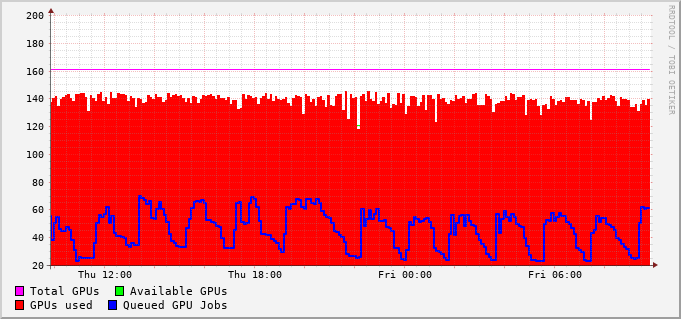 RRDTOOL / TOBI OETIKER
200
180
160
140
120
100
80
60
40
20
Thu 12:00 Thu 18:00 Fri 00:00 Fri 06:00
Total GPUs Available GPUs
GPUs used Queued GPU Jobs